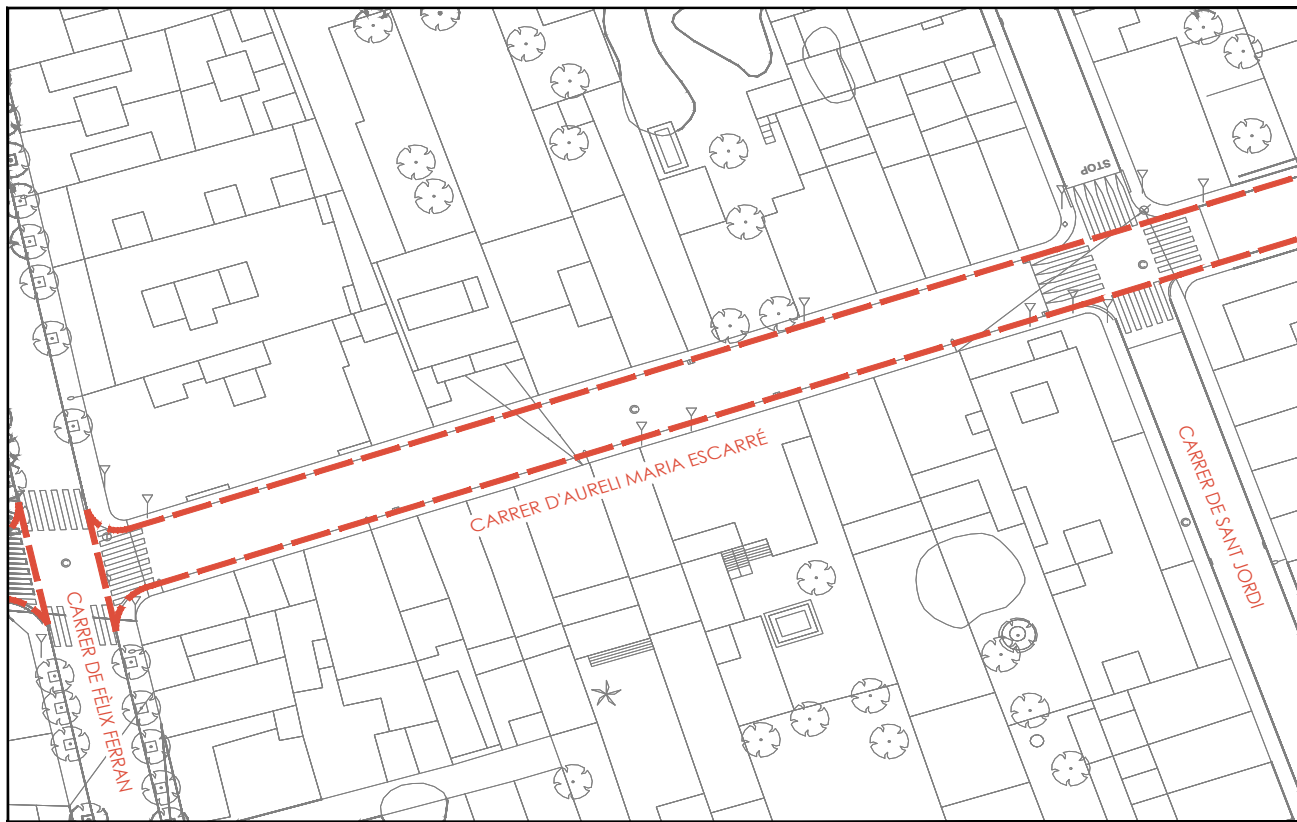 STOP
CARRER D'AURELI MARIA ESCARRÉ
CARRER DE SANT JORDI
CARRER DE FÈLIX FERRAN